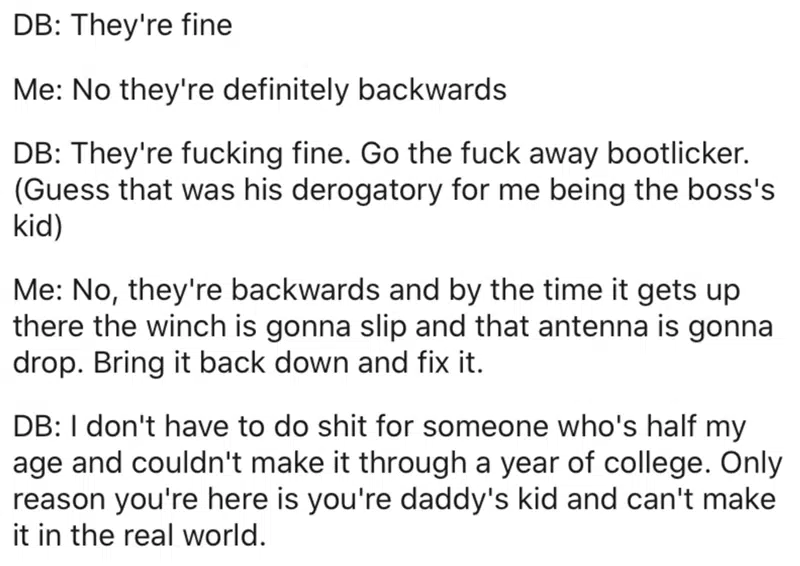 DB: They're fine
Me: No they're definitely backwards
DB: They're fucking fine. Go the fuck away bootlicker.
(Guess that was his derogatory for me being the boss's
kid)
Me: No, they're backwards and by the time it gets up
there the winch is gonna slip and that antenna is gonna
drop. Bring it back down and fix it.
DB: I don't have to do shit for someone who's half my
age and couldn't make it through a year of college. Only
reason you're here is you're daddy's kid and can't make
it in the real world.